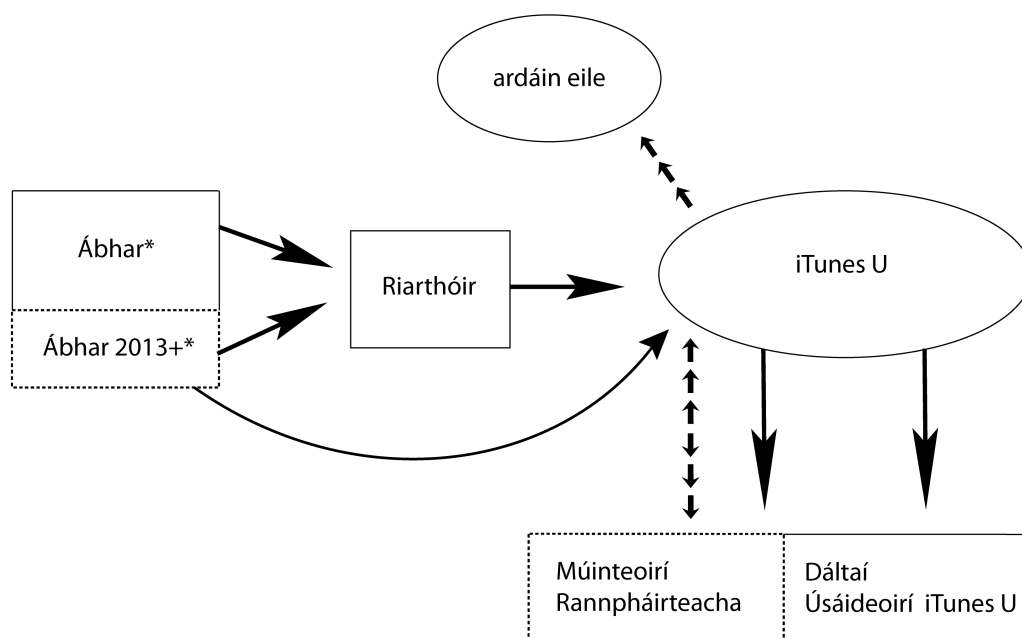 ardáin eile
Ábhar*
iTunes U
Riarthóir
Ábhar 2013+*
Múinteoirí
Rannpháirteacha
Dáltaí
Úsáideoirí iTunes U